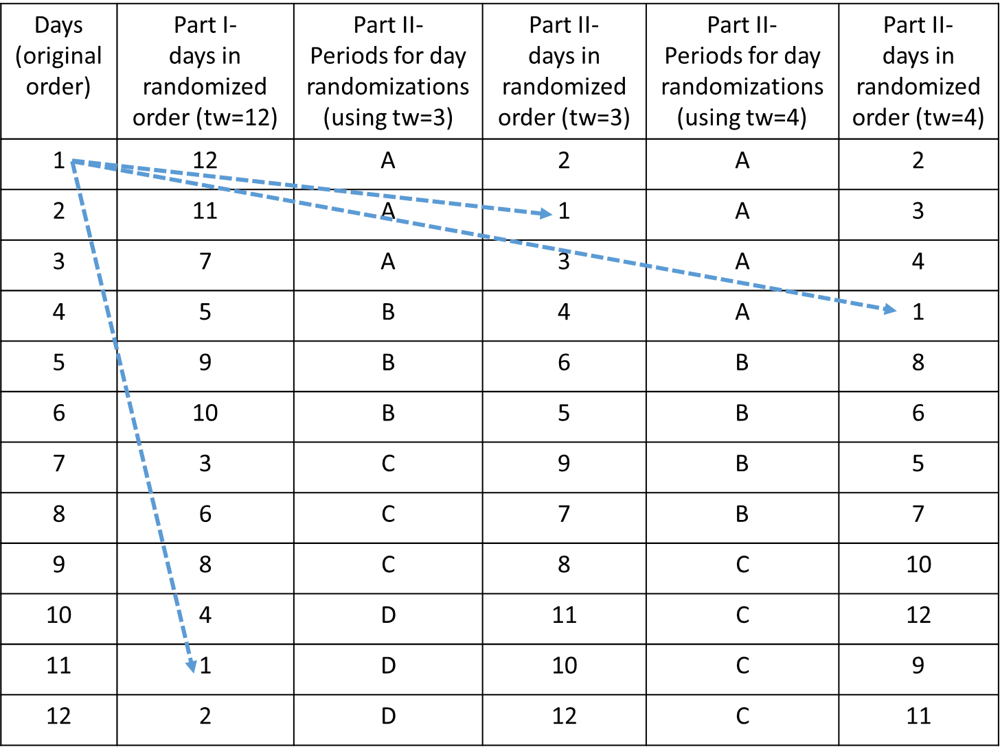 Days (original order) | Part I- days in randomized order (tw=12) | Part II- Periods for day randomizations (using tw=3) | Part II- days in randomized order (tw=3) | Part II- Periods for day randomizations (using tw=4) | Part II- days in randomized order (tw=4)
1 | 12 | A | 2 | A | 2
2 | 11 | A | 1 | A | 3
3 | 7 | A | 3 | A | 4
4 | 5 | B | 4 | A | 1
5 | 9 | B | 6 | B | 8
6 | 10 | B | 5 | B | 6
7 | 3 | C | 9 | B | 5
8 | 6 | C | 7 | B | 7
9 | 8 | C | 8 | C | 10
10 | 4 | D | 11 | C | 12
11 | 1 | D | 10 | C | 9
12 | 2 | D | 12 | C | 11